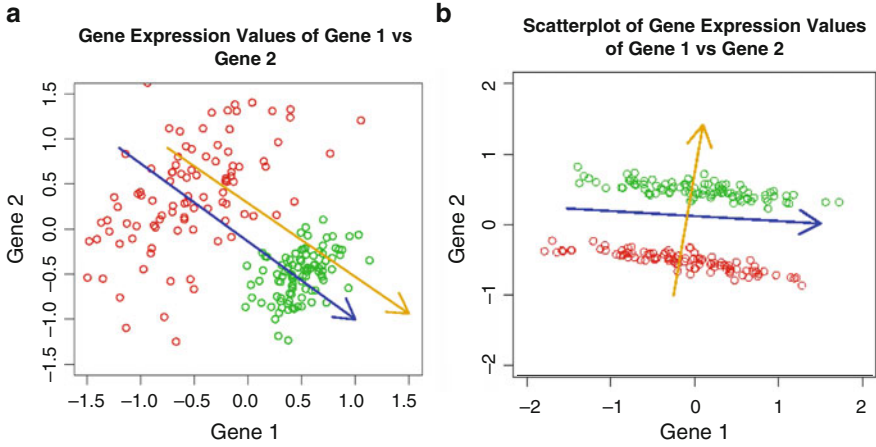 a
Gene Expression Values of Gene 1 vs
Gene 2
Gene 2
1.5
1.0
0.5
0.0
−0.5
−1.0
−1.5
−1.5 −1.0 −0.5 0.0 0.5 1.0 1.5
Gene 1
b
Scatterplot of Gene Expression Values
of Gene 1 vs Gene 2
Gene 2
2
1
0
−1
−2
−2 −1 0 1 2
Gene 1